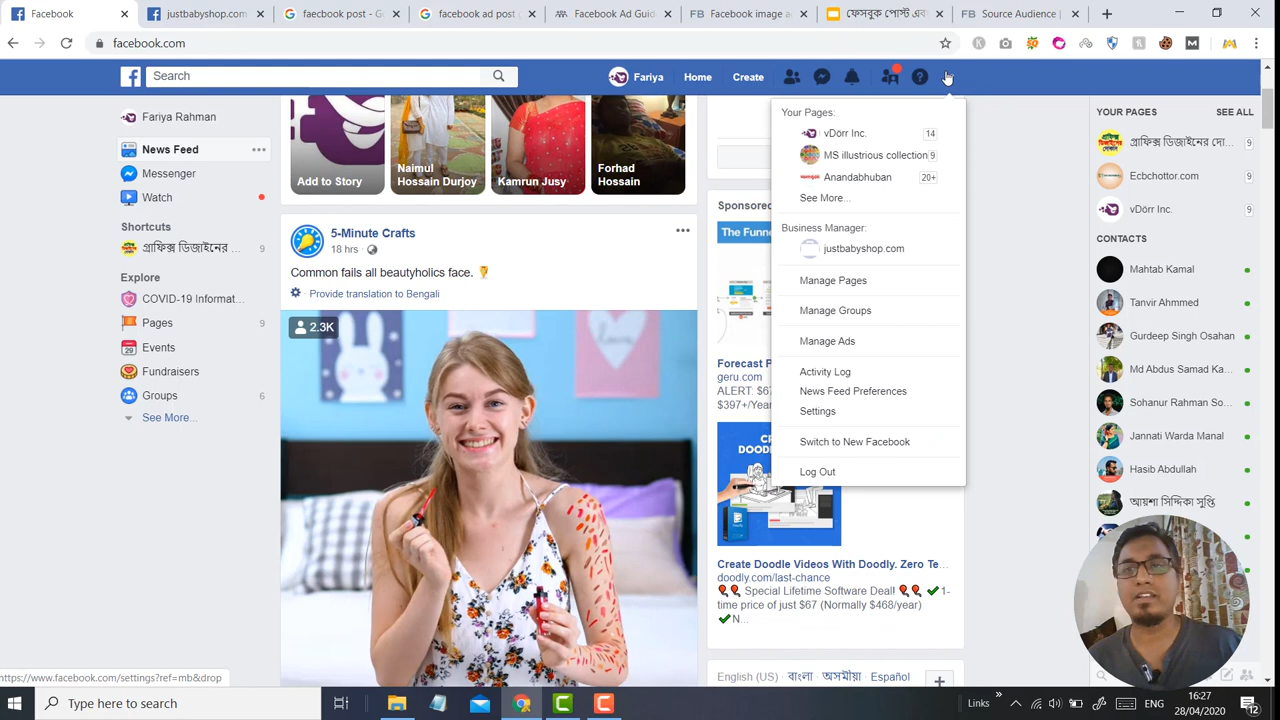 Facebook
justbabyshop.com
faecbook post - G
facebook ad post
Facebook Ad Guid
Facebook image a
ফেসবুক পোস্ট এব
Source Audience |
facebook.com
Search
Fariya
Home
Create
Fariya Rahman
News Feed
Messenger
Watch
Shortcuts
গ্রাফিক্স ডিজাইনের ...
9
Explore
COVID-19 Informat...
Pages
9
Events
Fundraisers
Groups
6
See More...
Add to Story
Naimul
Hossain Durjoy
Kamrun Jusy
Forhad
Hossain
5-Minute Crafts
18 hrs
Common fails all beautyholics face.
Provide translation to Bengali
2.3K
Sponsored
The Funne
Forecast P
geru.com
ALERT: $67
$397+/Year
Your Pages:
vDörr Inc.
14
MS illustrious collection
9
Anandabhuban
20+
See More...
Business Manager:
justbabyshop.com
Manage Pages
Manage Groups
Manage Ads
Activity Log
News Feed Preferences
Settings
Switch to New Facebook
Log Out
Create Doodle Videos With Doodly. Zero Te...
doodly.com/last-chance
Special Lifetime Software Deal! 1-
time price of just $67 (Normally $468/year)
N...
English (US) · বাংলা · অসমীয়া · Español
YOUR PAGES
SEE ALL
গ্রাফিক্স ডিজাইনের দো...
9
Ecbchottor.com
9
vDörr Inc.
9
CONTACTS
Mahtab Kamal
Tanvir Ahmmed
Gurdeep Singh Osahan
Md Abdus Samad Ka...
Sohanur Rahman So...
Jannati Warda Manal
Hasib Abdullah
আয়শা সিদ্দিকা সুপ্তি
https://www.facebook.com/settings?ref=mb&drop
Type here to search
Links
ENG
16:27
28/04/2020
12